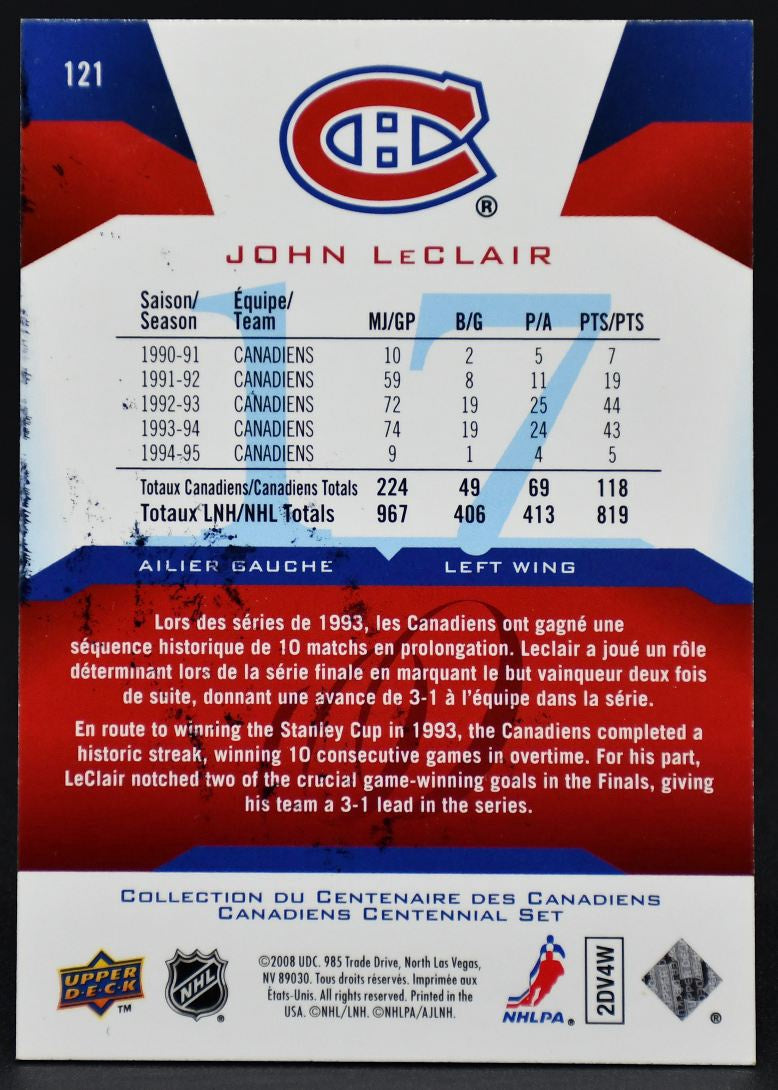 121
®
JOHN LECLAIR
17
Saison/ Équipe/
Season Team MJ/GP B/G P/A PTS/PTS
1990-91 CANADIENS 10 2 5 7
1991-92 CANADIENS 59 8 11 19
1992-93 CANADIENS 72 19 25 44
1993-94 CANADIENS 74 19 24 43
1994-95 CANADIENS 9 1 4 5
Totaux Canadiens/Canadiens Totals 224 49 69 118
Totaux LNH/NHL Totals 967 406 413 819
AILIER GAUCHE LEFT WING
Lors des séries de 1993, les Canadiens ont gagné une
séquence historique de 10 matchs en prolongation. Leclair a joué un rôle
déterminant lors de la série finale en marquant le but vainqueur deux fois
de suite, donnant une avance de 3-1 à l'équipe dans la série.
En route to winning the Stanley Cup in 1993, the Canadiens completed a
historic streak, winning 10 consecutive games in overtime. For his part,
LeClair notched two of the crucial game-winning goals in the Finals, giving
his team a 3-1 lead in the series.
COLLECTION DU CENTENAIRE DES CANADIENS
CANADIENS CENTENNIAL SET
UPPER
D·E·C·K
TM
NHL
©2008 UDC. 985 Trade Drive, North Las Vegas,
NV 89030. Tous droits réservés. Imprimée aux
États-Unis. All rights reserved. Printed in the
USA. ©NHL/LNH. ©NHLPA/AJLNH.
NHLPA®
2DV4W
®